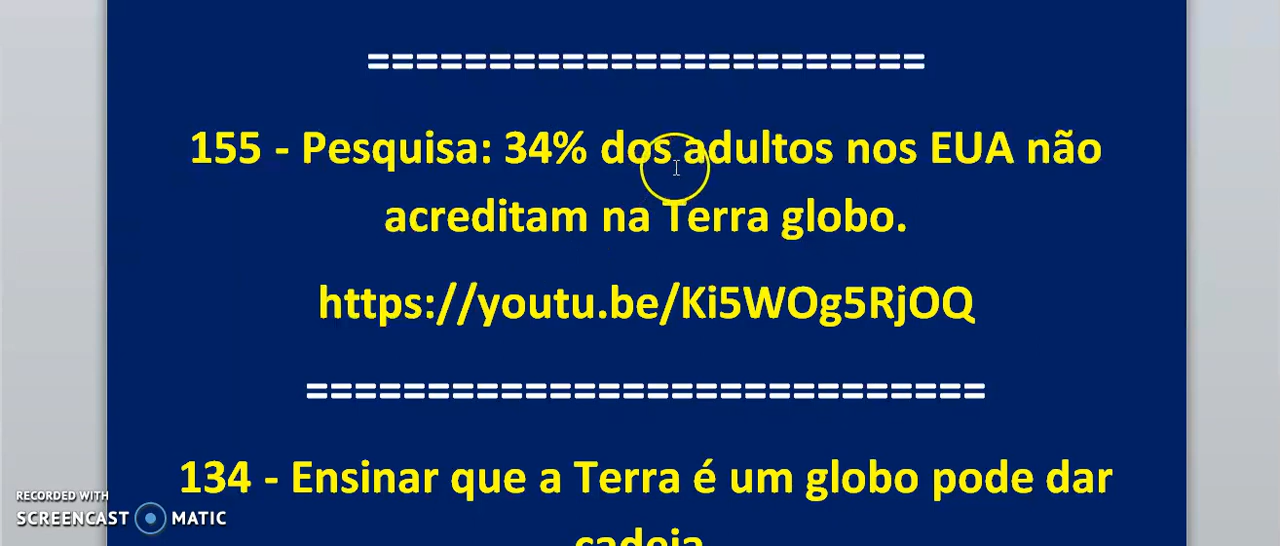 =======================
155 - Pesquisa: 34% dos adultos nos EUA não
acreditam na Terra globo.
https://youtu.be/Ki5WOg5RjOQ
============================
134 - Ensinar que a Terra é um globo pode dar
cadeia
RECORDED WITH
SCREENCAST MATIC